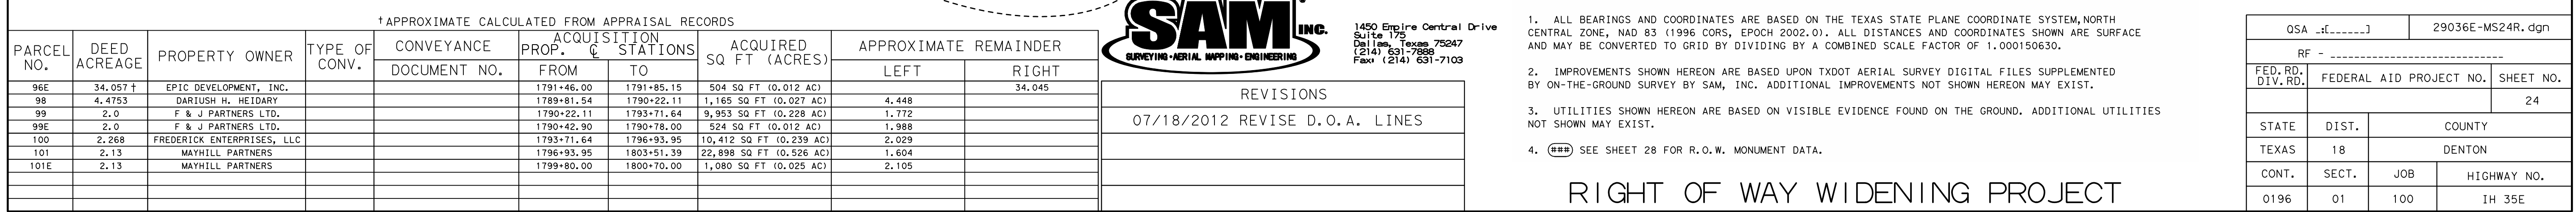 †APPROXIMATE CALCULATED FROM APPRAISAL RECORDS
PARCEL NO. DEED ACREAGE PROPERTY OWNER TYPE OF CONV. CONVEYANCE DOCUMENT NO. ACQUISITION PROP. ℄ STATIONS FROM TO ACQUIRED SQ FT (ACRES) APPROXIMATE REMAINDER LEFT RIGHT
96E 34.057† EPIC DEVELOPMENT, INC. 1791+46.00 1791+85.15 504 SQ FT (0.012 AC) 34.045
98 4.4753 DARIUSH H. HEIDARY 1789+81.54 1790+22.11 1,165 SQ FT (0.027 AC) 4.448
99 2.0 F & J PARTNERS LTD. 1790+22.11 1793+71.64 9,953 SQ FT (0.228 AC) 1.772
99E 2.0 F & J PARTNERS LTD. 1790+42.90 1790+78.00 524 SQ FT (0.012 AC) 1.988
100 2.268 FREDERICK ENTERPRISES, LLC 1793+71.64 1796+93.95 10,412 SQ FT (0.239 AC) 2.029
101 2.13 MAYHILL PARTNERS 1796+93.95 1803+51.39 22,898 SQ FT (0.526 AC) 1.604
101E 2.13 MAYHILL PARTNERS 1799+80.00 1800+70.00 1,080 SQ FT (0.025 AC) 2.105
SAM INC.
SURVEYING•AERIAL MAPPING•ENGINEERING
1450 Empire Central Drive
Suite 175
Dallas, Texas 75247
(214) 631-7888
Fax: (214) 631-7103
REVISIONS
07/18/2012 REVISE D.O.A. LINES
1. ALL BEARINGS AND COORDINATES ARE BASED ON THE TEXAS STATE PLANE COORDINATE SYSTEM, NORTH
CENTRAL ZONE, NAD 83 (1996 CORS, EPOCH 2002.0). ALL DISTANCES AND COORDINATES SHOWN ARE SURFACE
AND MAY BE CONVERTED TO GRID BY DIVIDING BY A COMBINED SCALE FACTOR OF 1.000150630.
2. IMPROVEMENTS SHOWN HEREON ARE BASED UPON TXDOT AERIAL SURVEY DIGITAL FILES SUPPLEMENTED
BY ON-THE-GROUND SURVEY BY SAM, INC. ADDITIONAL IMPROVEMENTS NOT SHOWN HEREON MAY EXIST.
3. UTILITIES SHOWN HEREON ARE BASED ON VISIBLE EVIDENCE FOUND ON THE GROUND. ADDITIONAL UTILITIES
NOT SHOWN MAY EXIST.
4. (###) SEE SHEET 28 FOR R.O.W. MONUMENT DATA.
RIGHT OF WAY WIDENING PROJECT
QSA _:[______] 29036E-MS24R.dgn
RF - ___________________________
FED.RD. DIV.RD. FEDERAL AID PROJECT NO. SHEET NO.
24
STATE DIST. COUNTY
TEXAS 18 DENTON
CONT. SECT. JOB HIGHWAY NO.
0196 01 100 IH 35E